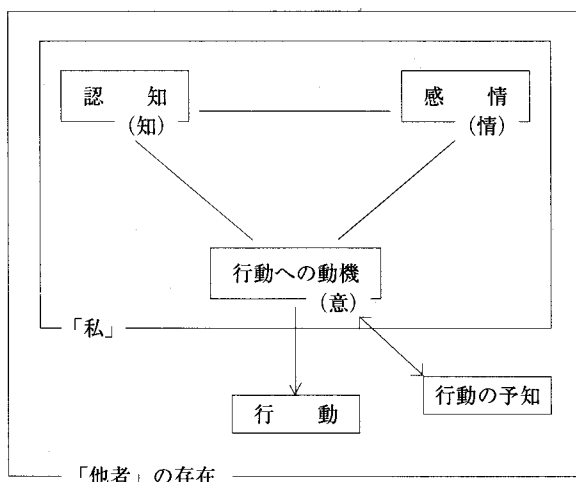 認 知
(知)
感 情
(情)
行動への動機
(意)
「私」
行動の予知
行 動
「他者」の存在